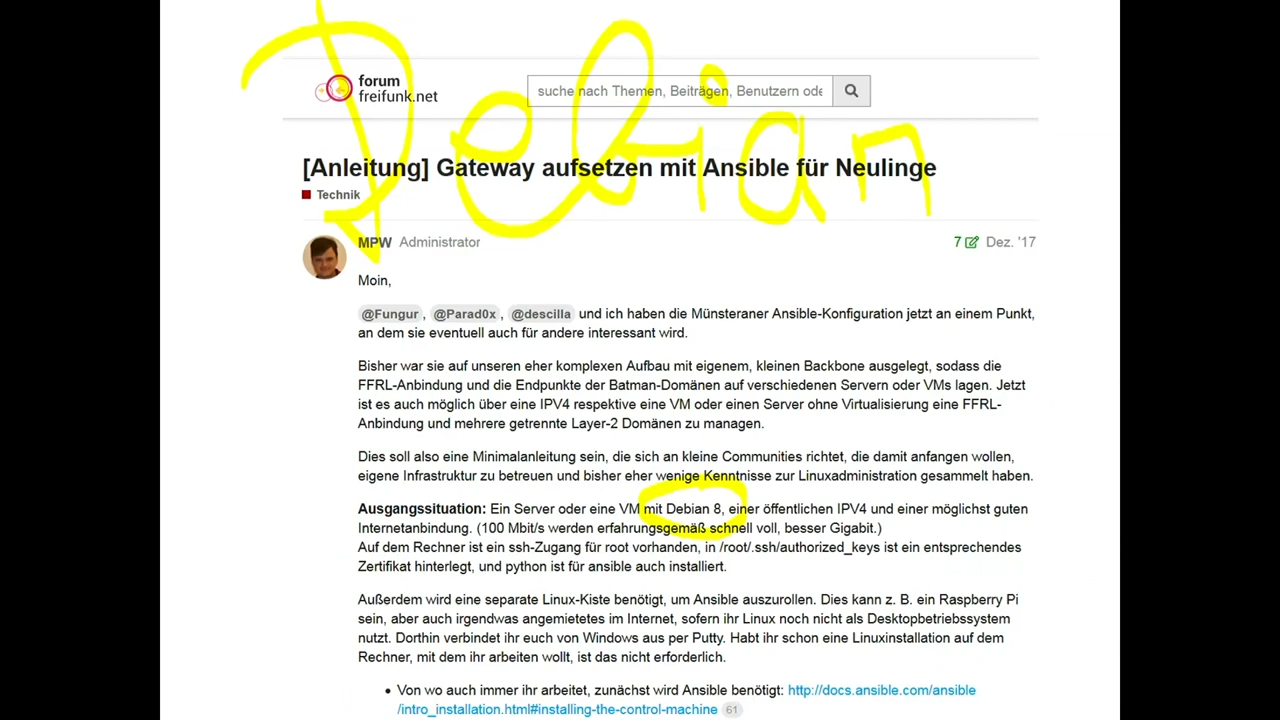 Debian
forum
freifunk.net
suche nach Themen, Beiträgen, Benutzern ode
[Anleitung] Gateway aufsetzen mit Ansible für Neulinge
Technik
MPW Administrator 7 Dez. '17
Moin,
@Fungur, @Parad0x, @descilla und ich haben die Münsteraner Ansible-Konfiguration jetzt an einem Punkt,
an dem sie eventuell auch für andere interessant wird.
Bisher war sie auf unseren eher komplexen Aufbau mit eigenem, kleinen Backbone ausgelegt, sodass die
FFRL-Anbindung und die Endpunkte der Batman-Domänen auf verschiedenen Servern oder VMs lagen. Jetzt
ist es auch möglich über eine IPV4 respektive eine VM oder einen Server ohne Virtualisierung eine FFRL-
Anbindung und mehrere getrennte Layer-2 Domänen zu managen.
Dies soll also eine Minimalanleitung sein, die sich an kleine Communities richtet, die damit anfangen wollen,
eigene Infrastruktur zu betreuen und bisher eher wenige Kenntnisse zur Linuxadministration gesammelt haben.
Ausgangssituation: Ein Server oder eine VM mit Debian 8, einer öffentlichen IPV4 und einer möglichst guten
Internetanbindung. (100 Mbit/s werden erfahrungsgemäß schnell voll, besser Gigabit.)
Auf dem Rechner ist ein ssh-Zugang für root vorhanden, in /root/.ssh/authorized_keys ist ein entsprechendes
Zertifikat hinterlegt, und python ist für ansible auch installiert.
Außerdem wird eine separate Linux-Kiste benötigt, um Ansible auszurollen. Dies kann z. B. ein Raspberry Pi
sein, aber auch irgendwas angemietetes im Internet, sofern ihr Linux noch nicht als Desktopbetriebssystem
nutzt. Dorthin verbindet ihr euch von Windows aus per Putty. Habt ihr schon eine Linuxinstallation auf dem
Rechner, mit dem ihr arbeiten wollt, ist das nicht erforderlich.
• Von wo auch immer ihr arbeitet, zunächst wird Ansible benötigt: http://docs.ansible.com/ansible
/intro_installation.html#installing-the-control-machine 61